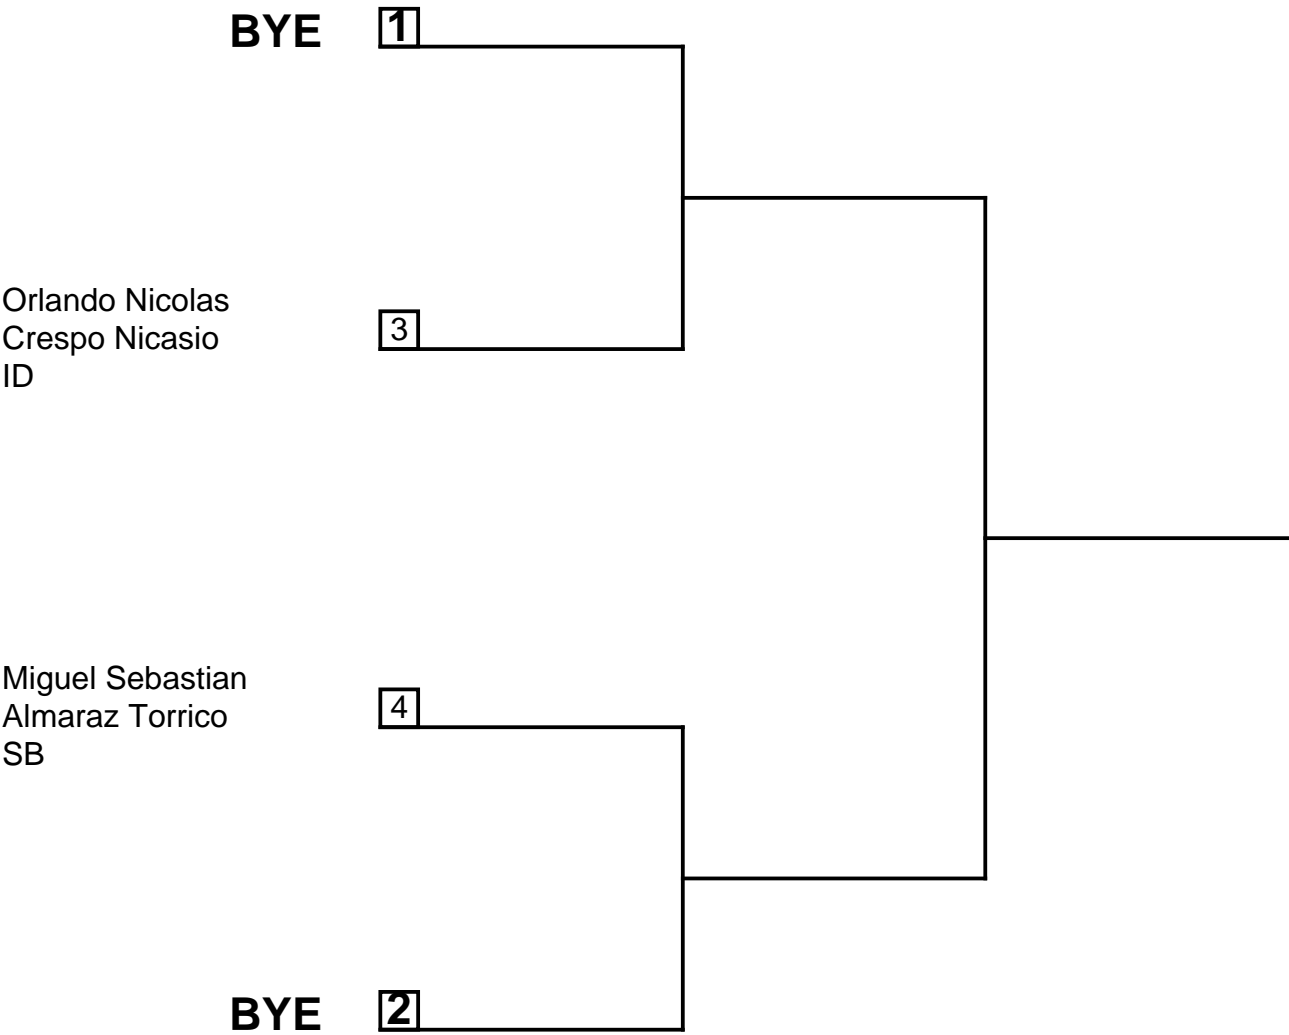 BYE 1
Orlando Nicolas
Crespo Nicasio
ID
3
Miguel Sebastian
Almaraz Torrico
SB
4
BYE 2